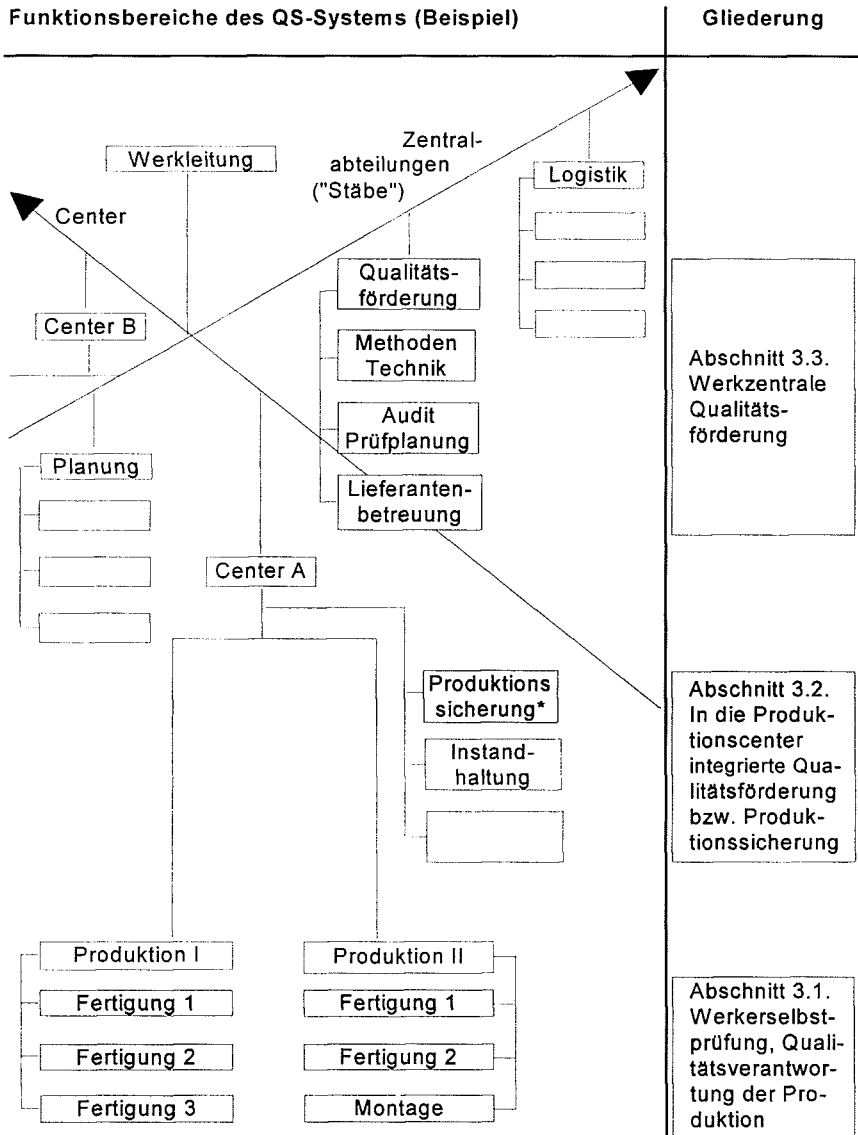 Funktionsbereiche des QS-Systems (Beispiel)
Gliederung
Werkleitung
Zentral-
abteilungen
("Stäbe")
Logistik
Center
Center B
Qualitäts-
förderung
Methoden
Technik
Audit
Prüfplanung
Lieferanten-
betreuung
Planung
Center A
Abschnitt 3.3.
Werkzentrale
Qualitäts-
förderung
Produktions
sicherung*
Instand-
haltung
Abschnitt 3.2.
In die Produk-
tionscenter
integrierte Qua-
litätsförderung
bzw. Produk-
tionssicherung
Produktion I
Fertigung 1
Fertigung 2
Fertigung 3
Produktion II
Fertigung 1
Fertigung 2
Montage
Abschnitt 3.1.
Werkerselbst-
prüfung, Quali-
tätsverantwor-
tung der Pro-
duktion